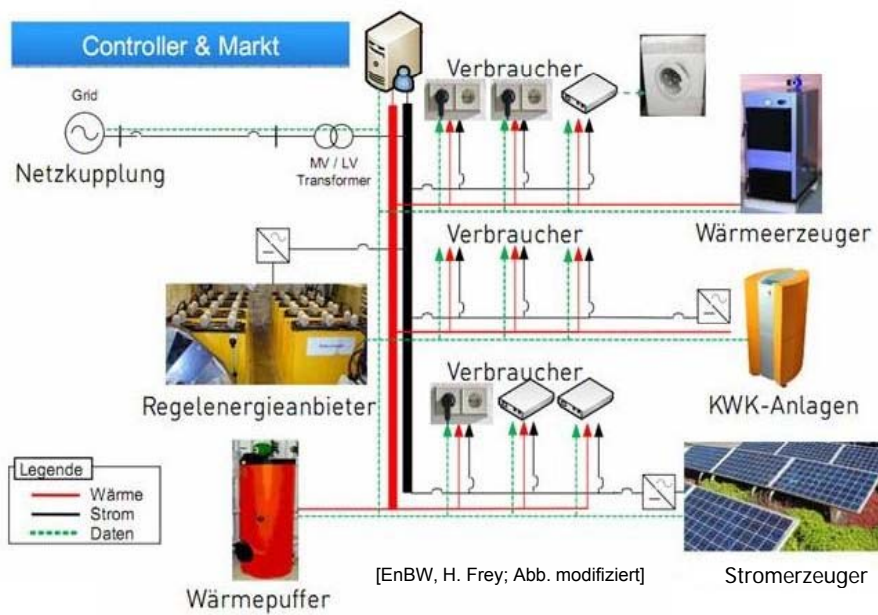 Controller & Markt
Verbraucher
Grid
Netzkupplung
MV / LV
Transformer
Wärmeerzeuger
Verbraucher
Regelenergieanbieter
Verbraucher
KWK-Anlagen
Legende
Wärme
Strom
Daten
Wärmepuffer
[EnBW, H. Frey; Abb. modifiziert]
Stromerzeuger